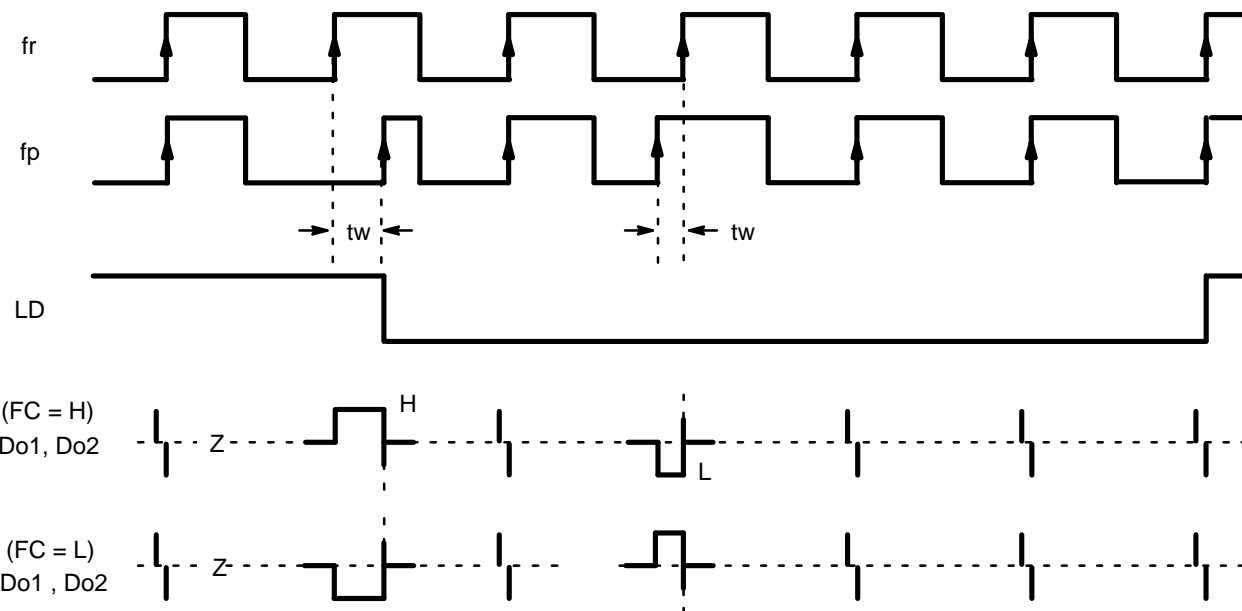 fr
fp
tw
tw
LD
(FC = H)
Do1, Do2
Z
H
L
(FC = L)
Do1 , Do2
Z